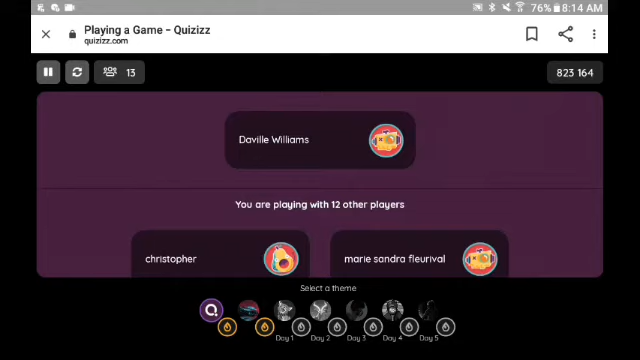 76% 8:14 AM
Playing a Game - Quizizz
quizizz.com
13
823 164
Daville Williams
You are playing with 12 other players
christopher
marie sandra fleurival
Select a theme
Day 1
Day 2
Day 3
Day 4
Day 5